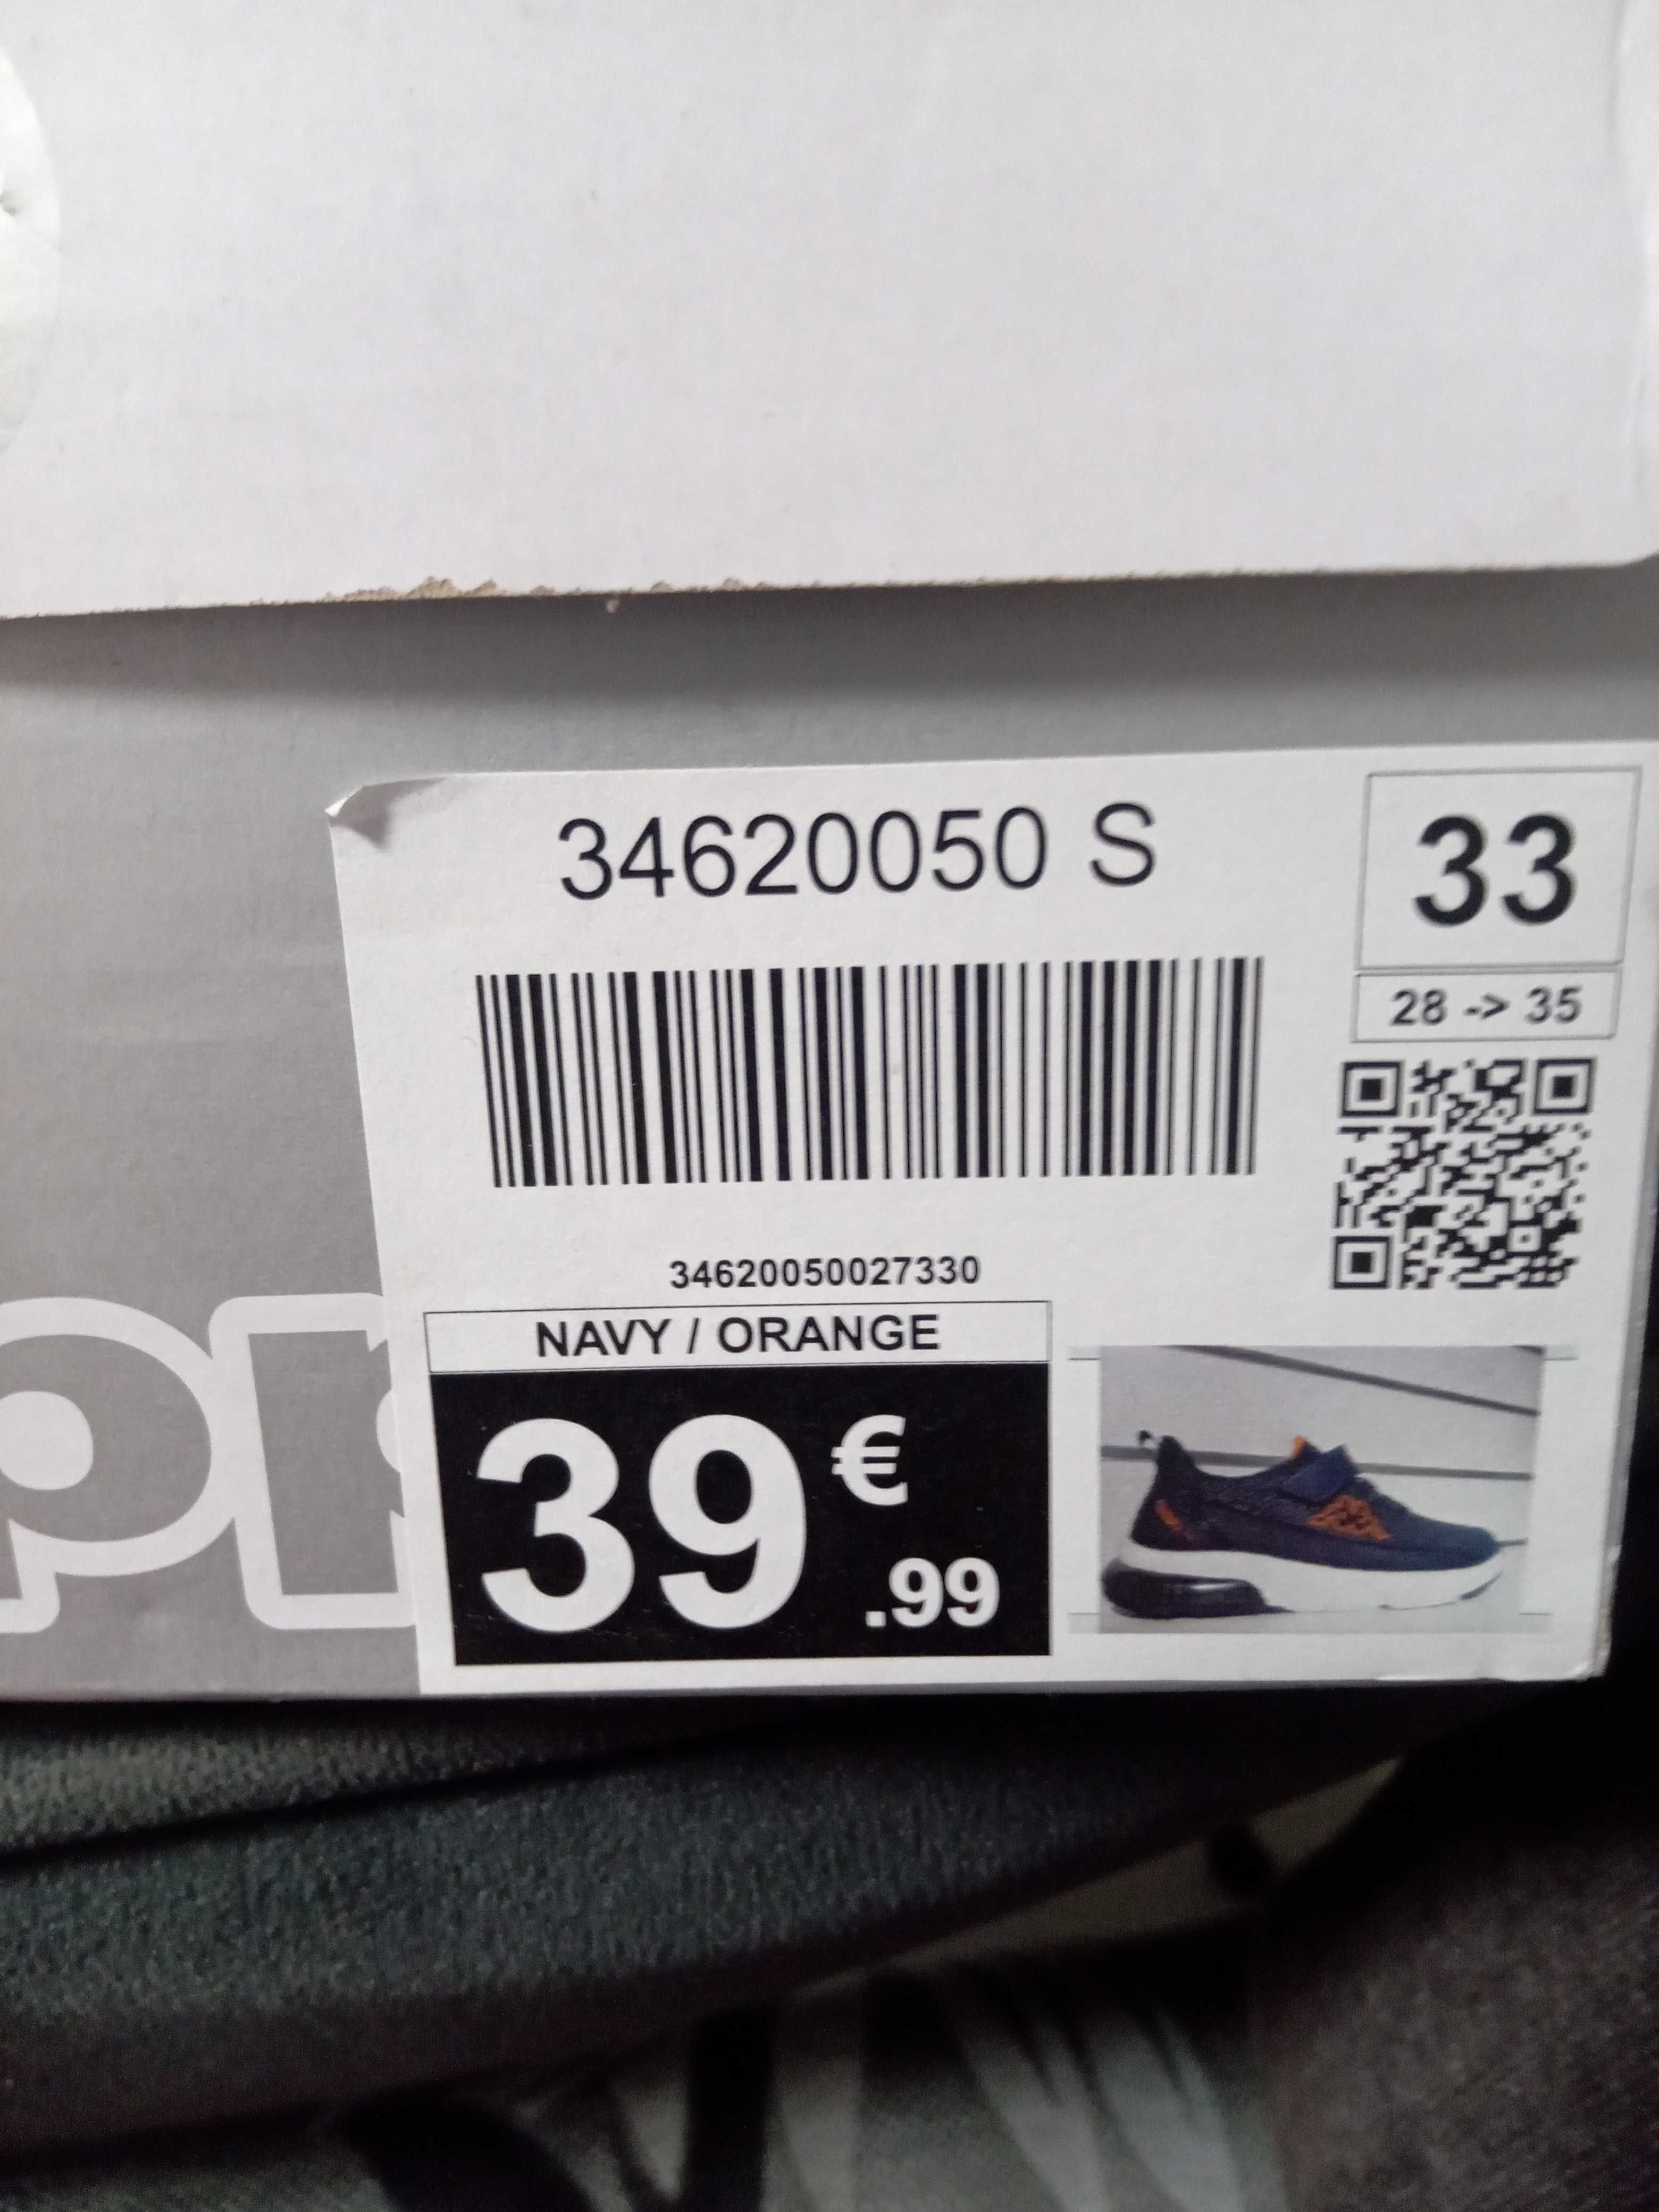 34620050 S
33
28 -> 35
34620050027330
NAVY / ORANGE
39 €
.99